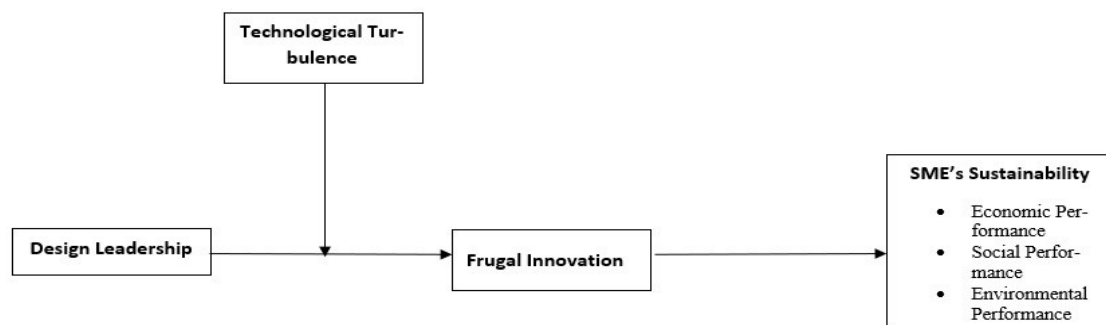 Technological Tur-
bulence
SME's Sustainability
• Economic Per-
formance
• Social Perfor-
mance
• Environmental
Performance
Design Leadership
Frugal Innovation